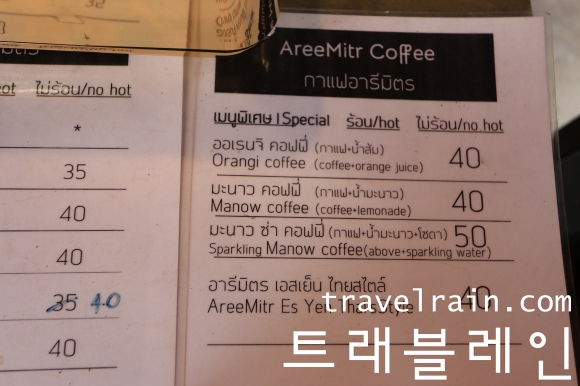 ot ไม่ร้อน/no hot
*
35
40
40
35 40
40
AreeMitr Coffee
กาแฟอารีมิตร
เมนูพิเศษ | Special ร้อน/hot ไม่ร้อน/no hot
ออเรนจิ คอฟฟี่ (กาแฟ+น้ำส้ม)
Orangi coffee (coffee+orange juice) 40
มะนาว คอฟฟี่ (กาแฟ+น้ำมะนาว)
Manow coffee (coffee+lemonade) 40
มะนาว ซ่า คอฟฟี่ (กาแฟ+น้ำมะนาว+โซดา) 50
Sparkling Manow coffee(above+sparkling water)
อารีมิตร เอสเย็น ไทยสไตล์
AreeMitr Es Yen Thai's Style 40
travelrain.com
트래블레인